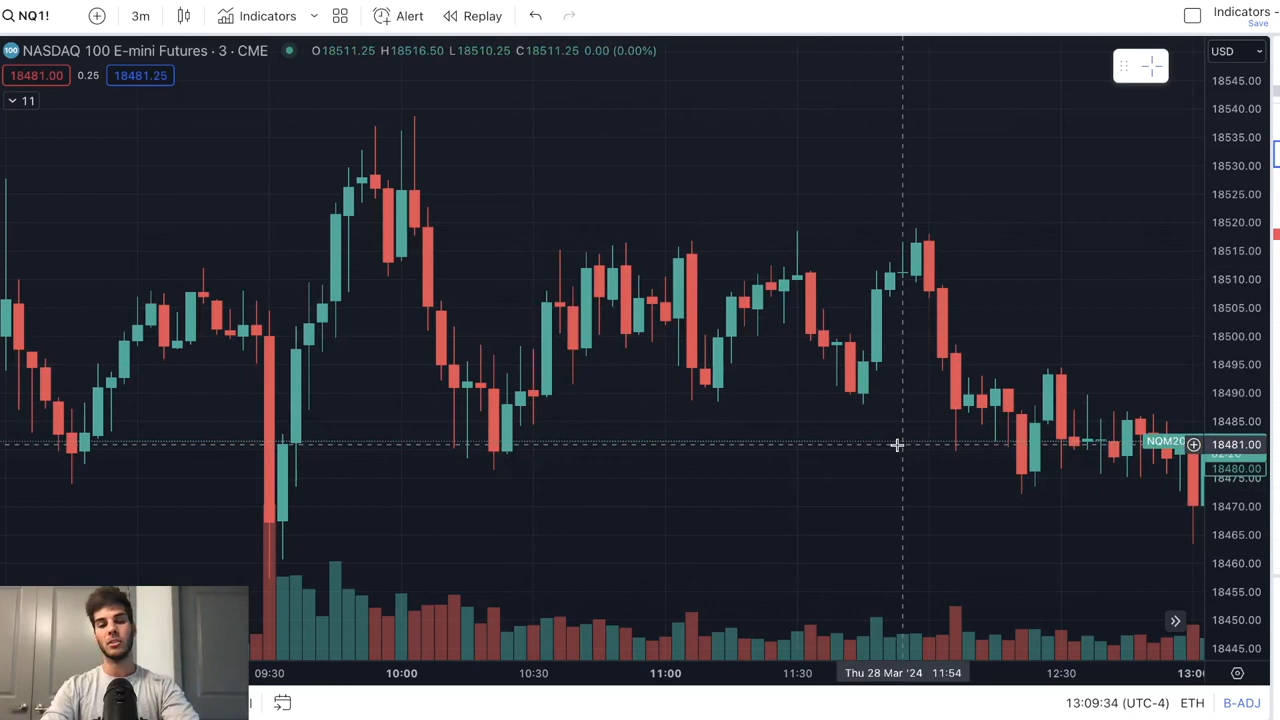 NQ1!
3m
Indicators
Alert
Replay
Indicators -
Save
100 NASDAQ 100 E-mini Futures · 3 · CME
O18511.25 H18516.50 L18510.25 C18511.25 0.00 (0.00%)
18481.00 0.25 18481.25
11
USD
18545.00
18540.00
18535.00
18530.00
18525.00
18520.00
18515.00
18510.00
18505.00
18500.00
18495.00
18490.00
18485.00
NQM20
18481.00
18480.00
18475.00
18470.00
18465.00
18460.00
18455.00
18450.00
18445.00
09:30
10:00
10:30
11:00
11:30
Thu 28 Mar '24 11:54
12:30
13:00
13:09:34 (UTC-4)
ETH
B-ADJ